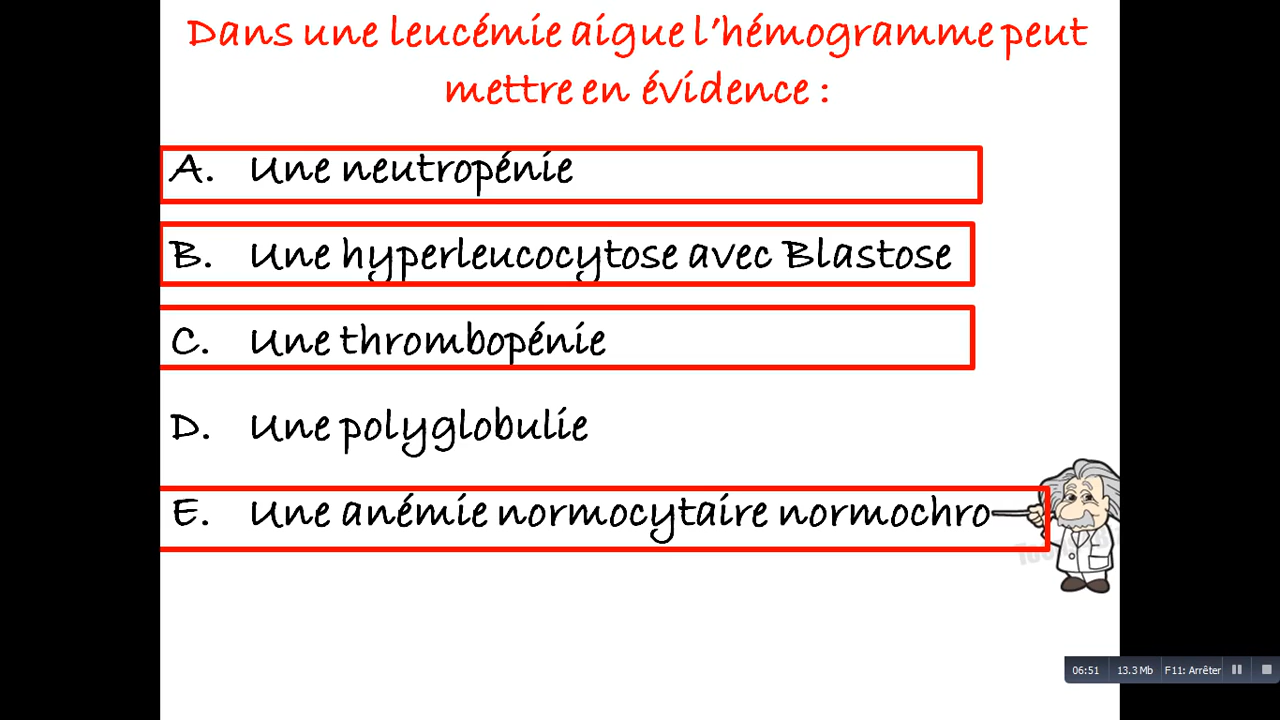 Dans une leucémie aigue l'hémogramme peut
mettre en évidence :
A. Une neutropénie
B. Une hyperleucocytose avec Blastose
C. Une thrombopénie
D. Une polyglobulie
E. Une anémie normocytaire normochro
06:51 13.3 Mb F11: Arrêter